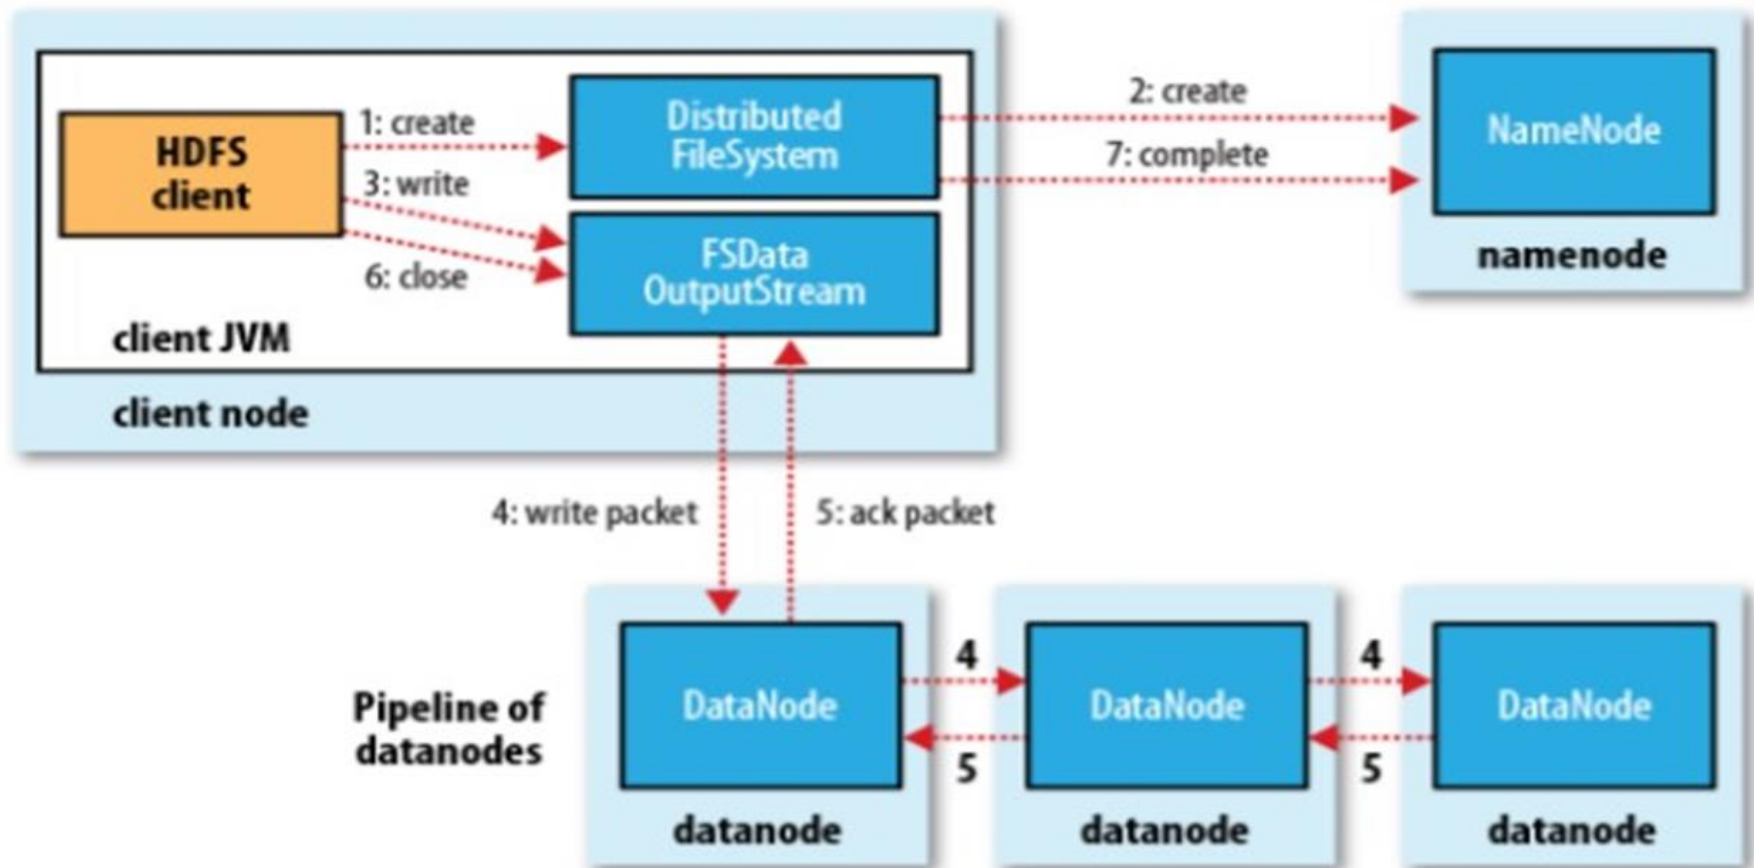 1: create
Distributed
FileSystem
2: create
NameNode
7: complete
HDFS
client
3: write
FSData
OutputStream
6: close
namenode
client JVM
client node
4: write packet
5: ack packet
Pipeline of
datanodes
DataNode
4
5
DataNode
4
5
DataNode
datanode
datanode
datanode